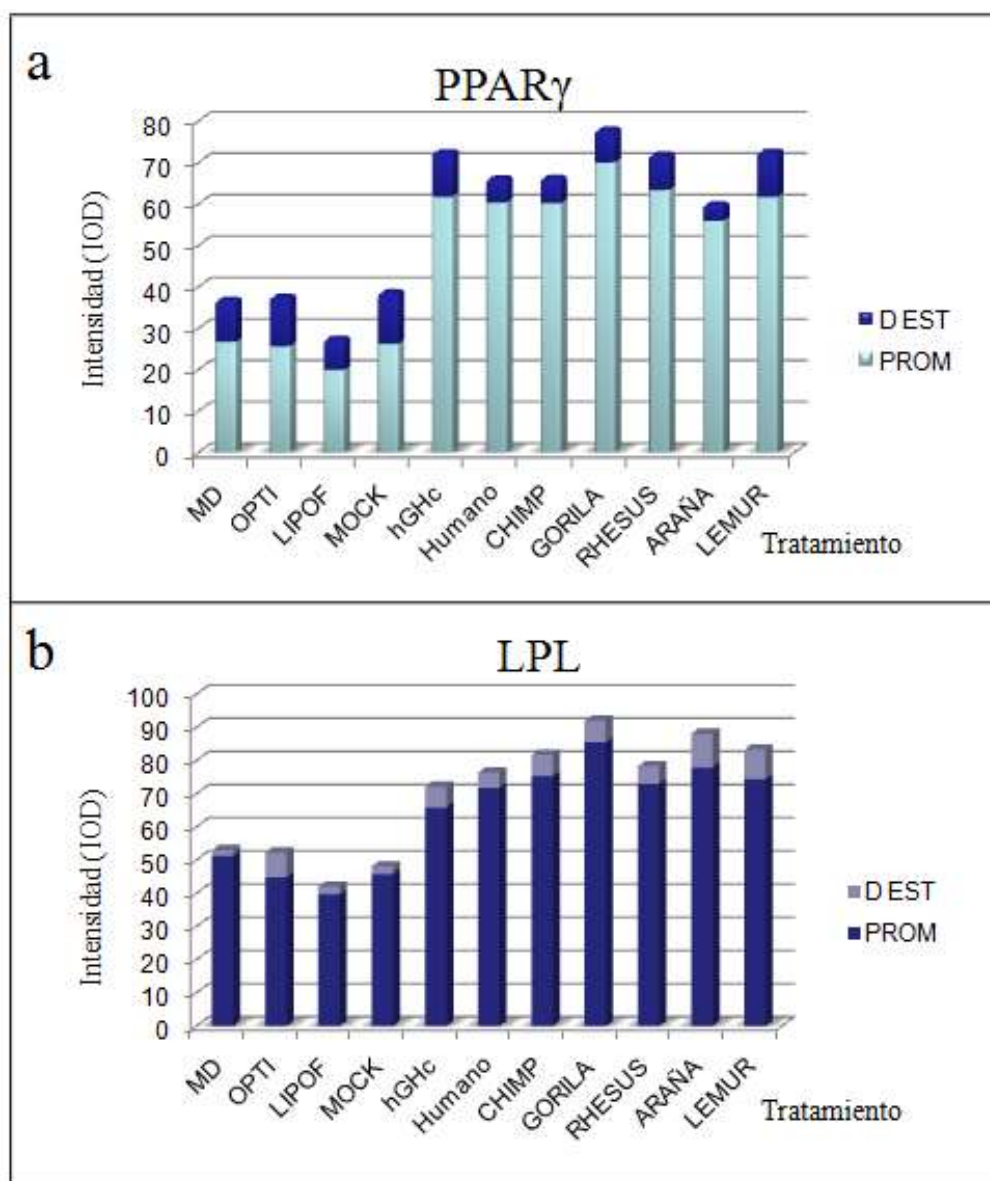 a
PPARγ
Intensidad (IOD)
80
70
60
50
40
30
20
10
0
MD
OPTI
LIPOF
MOCK
hGHc
Humano
CHIMP
GORILA
RHESUS
ARAÑA
LEMUR
Tratamiento
DEST
PROM
b
LPL
Intensidad (IOD)
100
90
80
70
60
50
40
30
20
10
0
MD
OPTI
LIPOF
MOCK
hGHc
Humano
CHIMP
GORILA
RHESUS
ARAÑA
LEMUR
Tratamiento
DEST
PROM